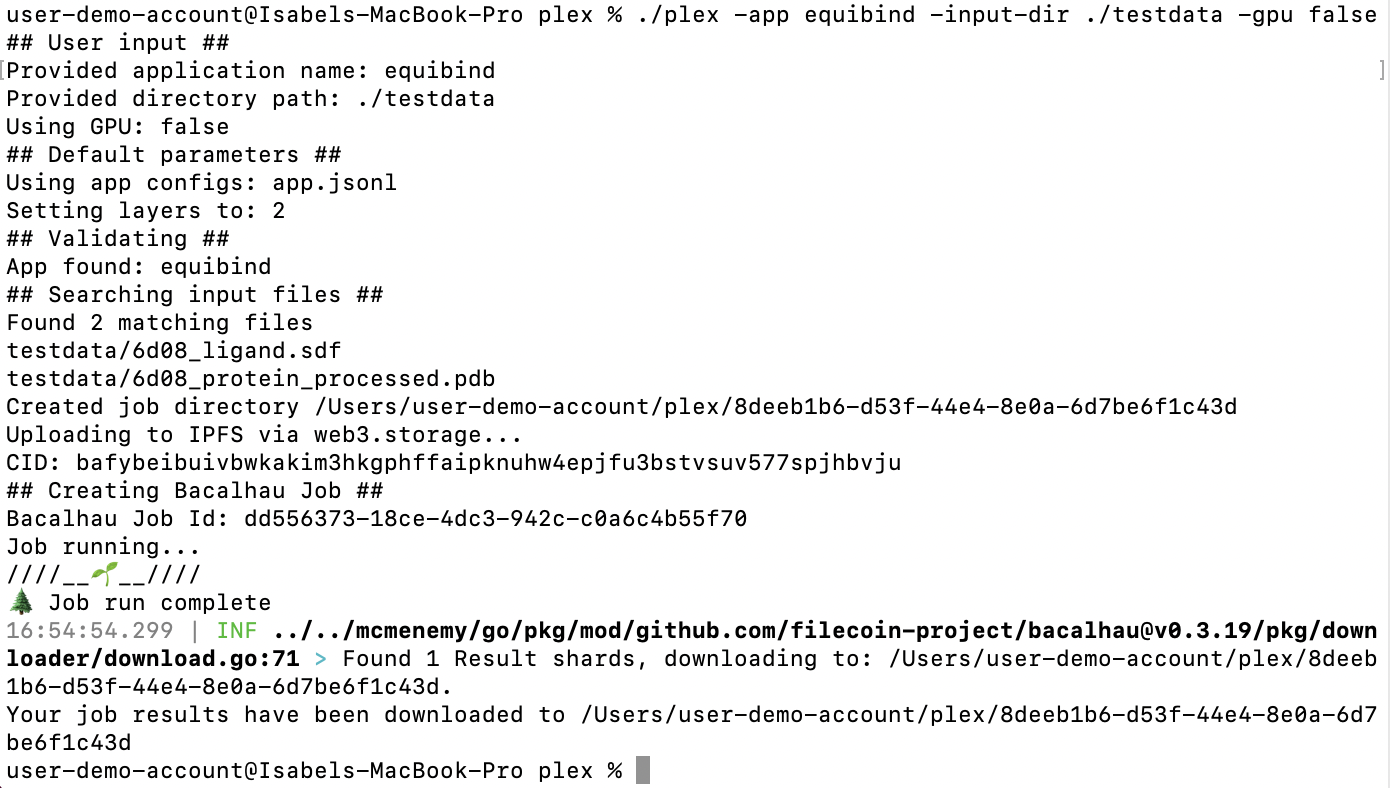 user-demo-account@Isabels-MacBook-Pro plex % ./plex -app equibind -input-dir ./testdata -gpu false
## User input ##
[Provided application name: equibind ]
Provided directory path: ./testdata
Using GPU: false
## Default parameters ##
Using app configs: app.jsonl
Setting layers to: 2
## Validating ##
App found: equibind
## Searching input files ##
Found 2 matching files
testdata/6d08_ligand.sdf
testdata/6d08_protein_processed.pdb
Created job directory /Users/user-demo-account/plex/8deeb1b6-d53f-44e4-8e0a-6d7be6f1c43d
Uploading to IPFS via web3.storage...
CID: bafybeibuivbwkakim3hkgphffaipknuhw4epjfu3bstvsuv577spjhbvju
## Creating Bacalhau Job ##
Bacalhau Job Id: dd556373-18ce-4dc3-942c-c0a6c4b55f70
Job running...
////__🌱__////
🌲 Job run complete
16:54:54.299 | INF ../../mcmenemy/go/pkg/mod/github.com/filecoin-project/bacalhau@v0.3.19/pkg/down
loader/download.go:71 > Found 1 Result shards, downloading to: /Users/user-demo-account/plex/8deeb
1b6-d53f-44e4-8e0a-6d7be6f1c43d.
Your job results have been downloaded to /Users/user-demo-account/plex/8deeb1b6-d53f-44e4-8e0a-6d7
be6f1c43d
user-demo-account@Isabels-MacBook-Pro plex %